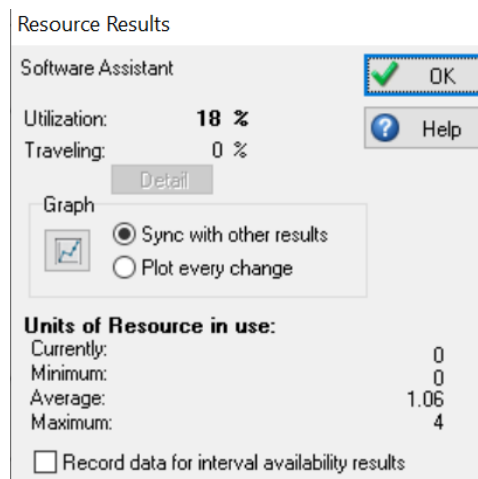 Resource Results
Software Assistant
OK
Utilization: 18 %
Help
Traveling: 0 %
Detail
Graph
Sync with other results
Plot every change
Units of Resource in use:
Currently: 0
Minimum: 0
Average: 1.06
Maximum: 4
Record data for interval availability results